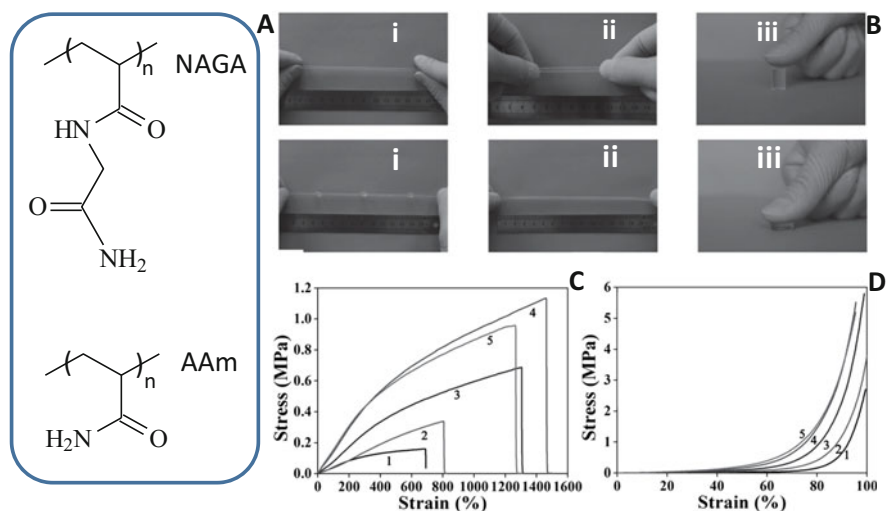 A
NAGA
n
HN
O
O
NH2
AAm
n
H2N
O
B
i
ii
iii
i
ii
iii
C
Stress (MPa)
1.2
1.0
0.8
0.6
0.4
0.2
0.0
0 200 400 600 800 1000 1200 1400 1600
Strain (%)
1
2
3
4
5
D
Stress (MPa)
6
5
4
3
2
1
0
0 20 40 60 80 100
Strain (%)
5
4
3
2
1